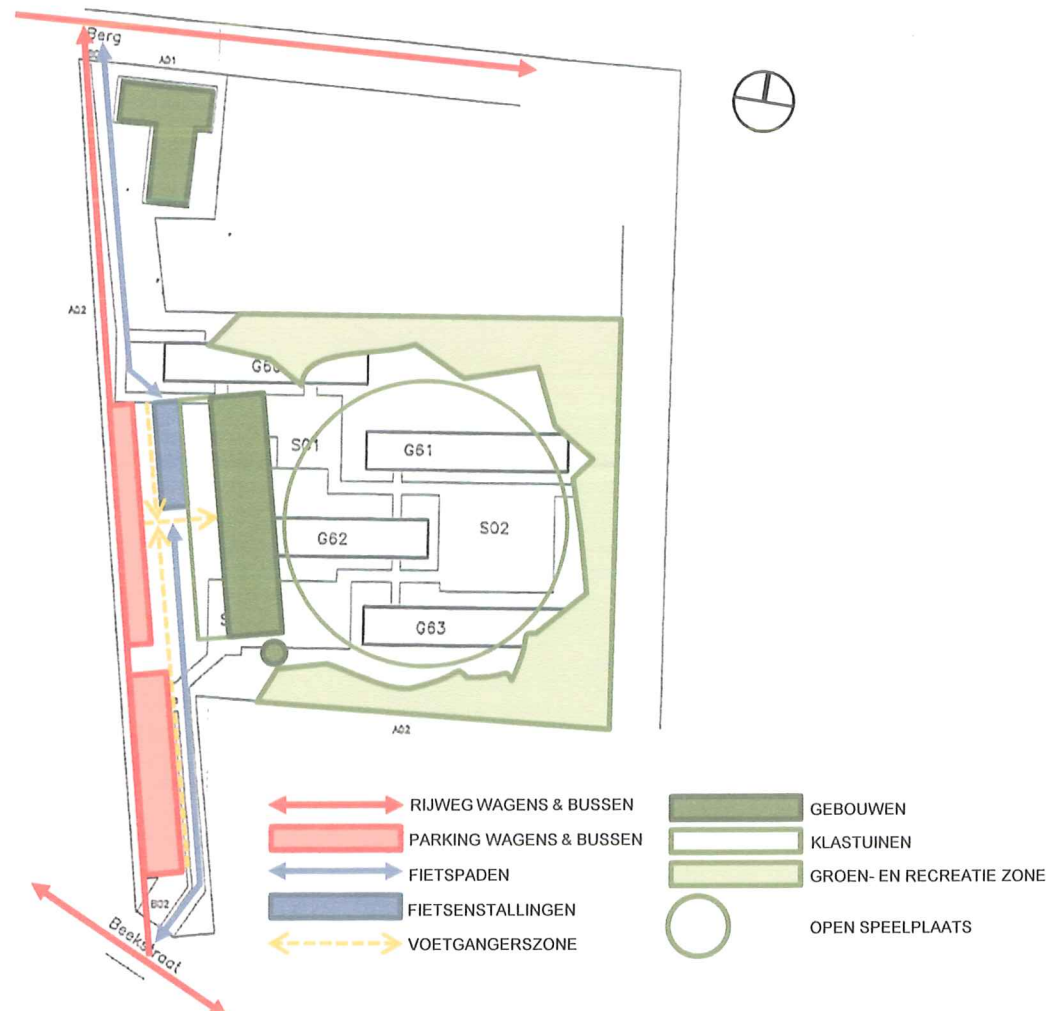 Berg
A01
A02
G61
S01
S02
G62
G63
A02
B02
Beekstraat
RIJWEG WAGENS & BUSSEN
PARKING WAGENS & BUSSEN
FIETSPADEN
FIETSENSTALLINGEN
VOETGANGERSZONE
GEBOUWEN
KLASTUINEN
GROEN- EN RECREATIE ZONE
OPEN SPEELPLAATS